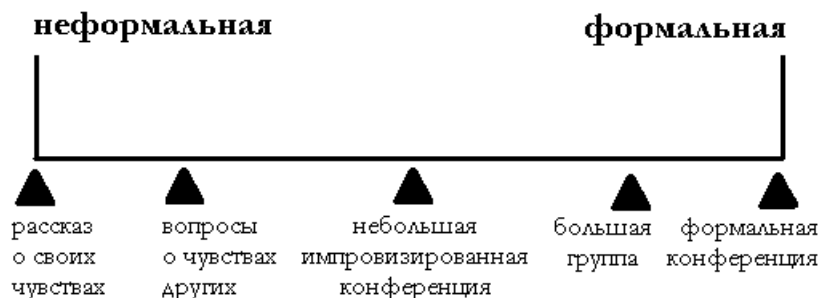 неформальная
формальная
рассказ
о своих
чувствах
вопросы
о чувствах
других
небольшая
импровизированная
конференция
большая
группа
формальная
конференция